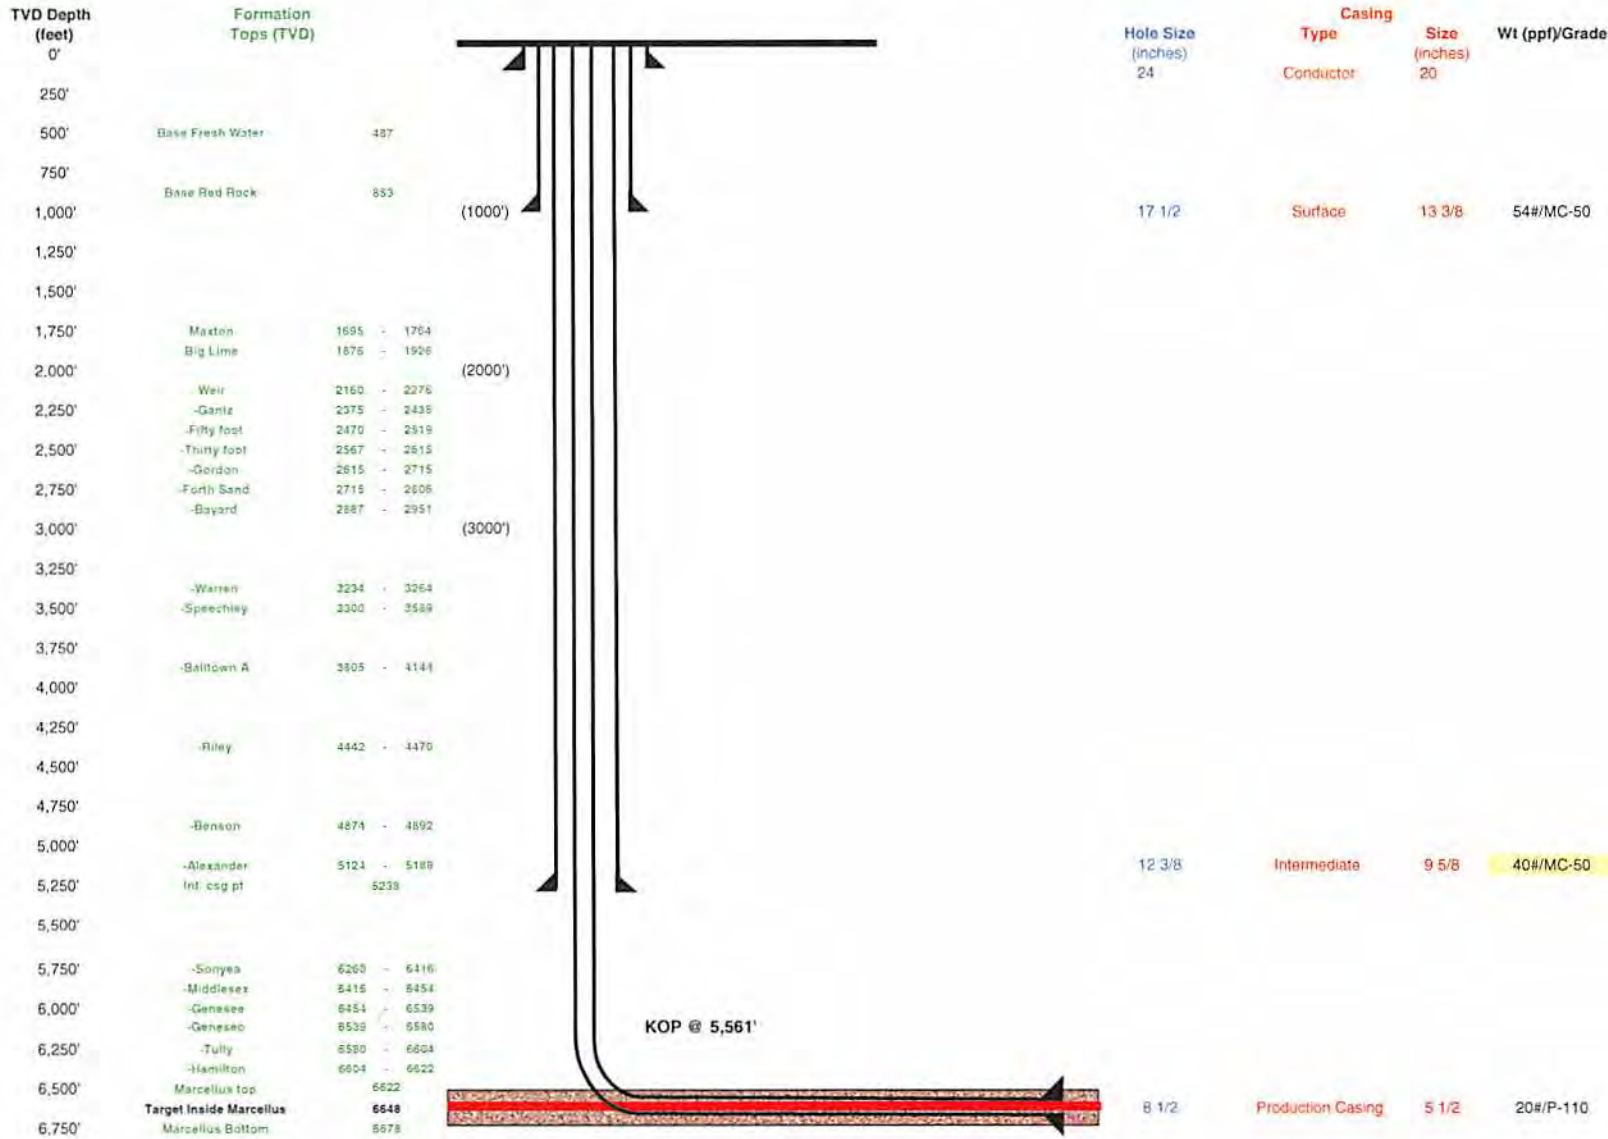 TVD Depth (feet) Formation Tops (TVD) Hole Size (inches) Casing Type Size (inches) Wt (ppf)/Grade
0'
24 Conductor 20
250'
500' Base Fresh Water 487
750'
Base Red Rock 853
1,000' (1000') 17 1/2 Surface 13 3/8 54#/MC-50
1,250'
1,500'
1,750' Maxton 1695 - 1764
Big Lime 1876 - 1926
2.000' (2000')
Weir 2160 - 2276
2,250' -Gantz 2375 - 2435
-Fifty foot 2470 - 2519
2,500' -Thirty foot 2567 - 2615
-Gordon 2615 - 2715
2,750' -Forth Sand 2715 -
-Bayard 2887 - 2951
3,000' (3000')
3,250'
-Warren 3234 - 3264
3,500' -Speechley
3,750'
-Balltown A 3805 - 4144
4,000'
4,250'
-Riley 4442 - 4470
4,500'
4,750'
-Benson 4874 - 4892
5,000'
-Alexander 5124 - 5189 12 3/8 Intermediate 9 5/8 40#/MC-50
5,250' Int. csg pt 5239
5,500'
5,750' -Sonyea 6260 - 6416
-Middlesex 6416 - 6454
6,000' -Genesee 6454 - 6539
-Geneseo 6539 - 6580
KOP @ 5,561'
6,250' -Tully 6580 - 6604
-Hamilton 6604 - 6622
6,500' Marcellus top 6622
Target Inside Marcellus 6648 8 1/2 Production Casing 5 1/2 20#/P-110
6,750' Marcellus Bottom 6678